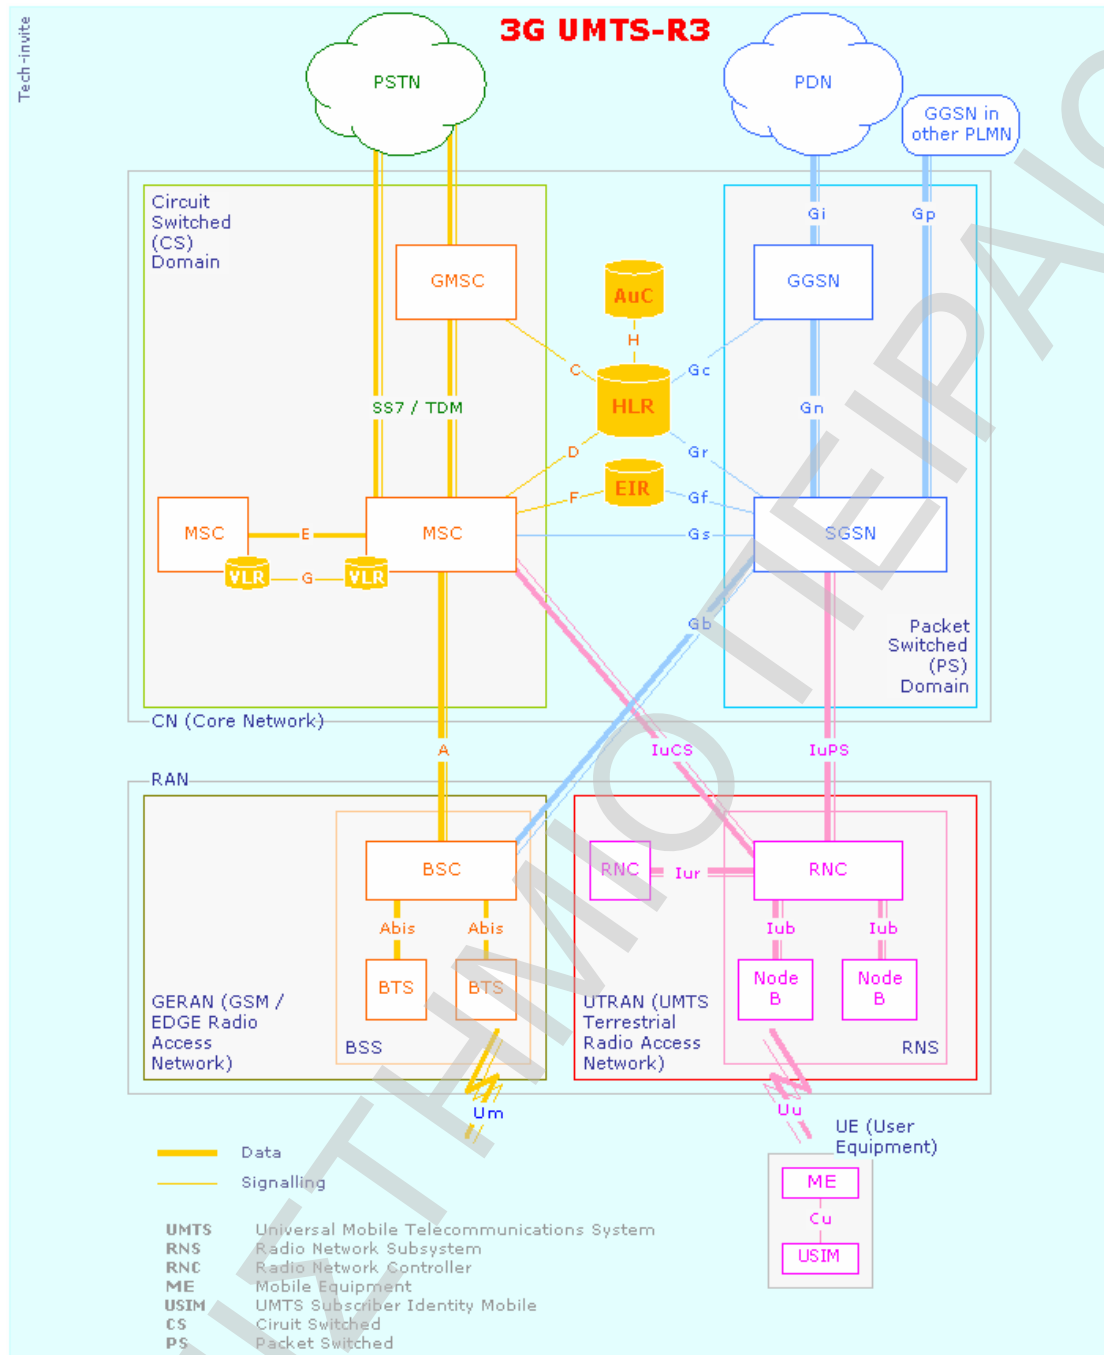 Tech-invite
3G UMTS-R3
PSTN
PDN
GGSN in
other PLMN
Circuit
Switched
(CS)
Domain
Gi
Gp
GMSC
AuC
GGSN
H
C
Gc
HLR
SS7 / TDM
Gn
D
Gr
EIR
F
Gf
MSC
E
MSC
Gs
SGSN
VLR
G
VLR
Gb
Packet
Switched
(PS)
Domain
CN (Core Network)
A
IuCS
IuPS
RAN
BSC
RNC
Iur
RNC
Abis
Abis
Iub
Iub
BTS
BTS
Node
B
Node
B
GERAN (GSM /
EDGE Radio
Access
Network)
BSS
UTRAN (UMTS
Terrestrial
Radio Access
Network)
RNS
Um
Uu
UE (User
Equipment)
Data
Signalling
ME
Cu
USIM
UMTS Universal Mobile Telecommunications System
RNS Radio Network Subsystem
RNC Radio Network Controller
ME Mobile Equipment
USIM UMTS Subscriber Identity Mobile
CS Ciruit Switched
PS Packet Switched